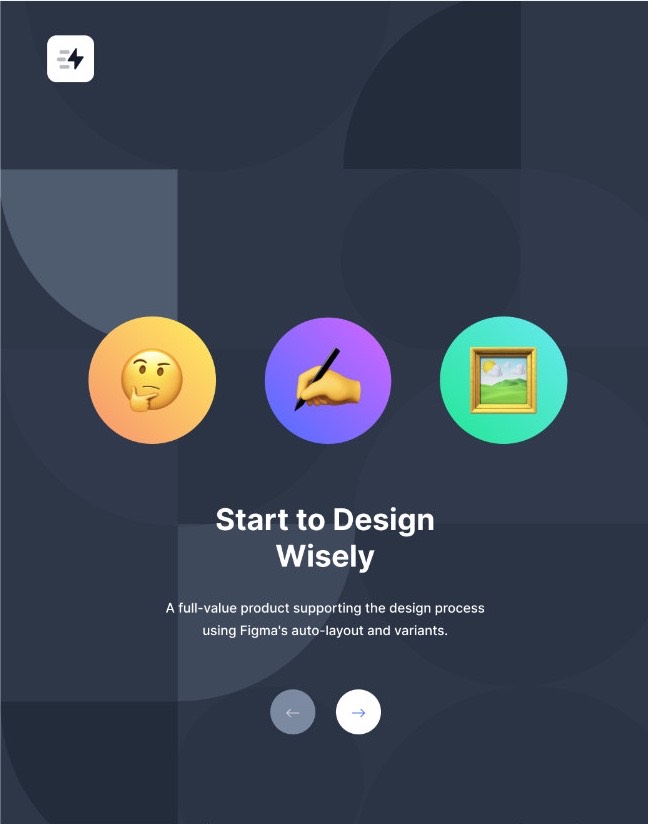 Start to Design
Wisely
A full-value product supporting the design process
using Figma's auto-layout and variants.